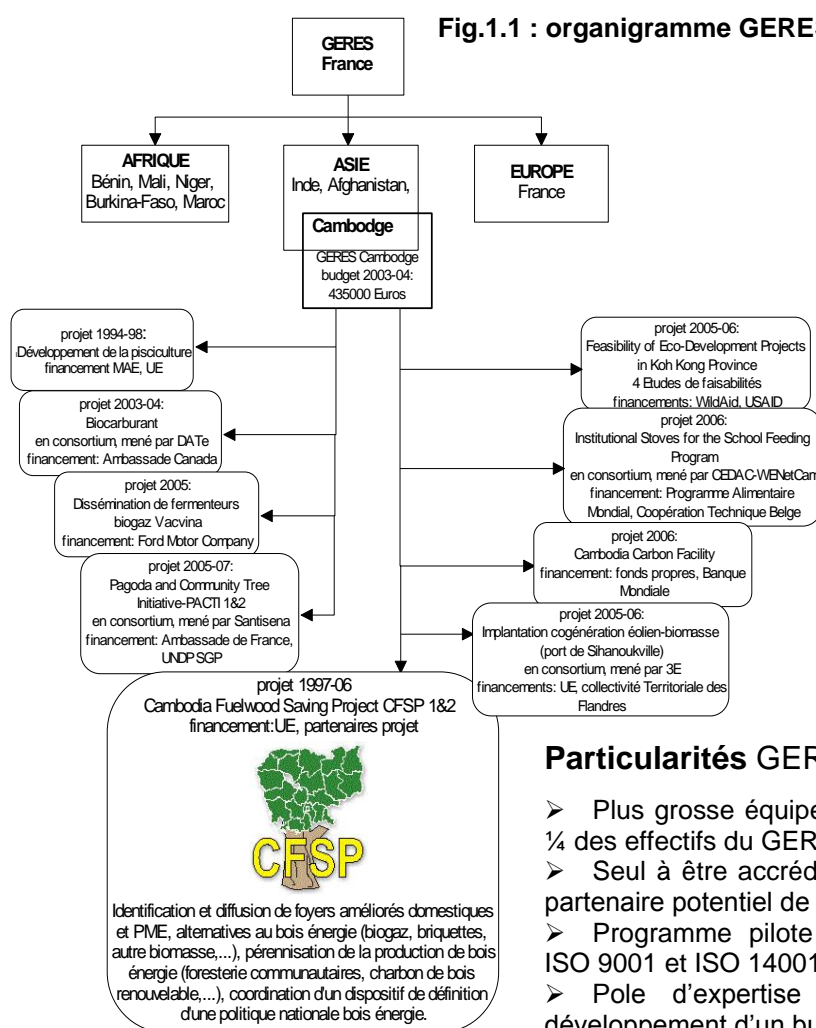 Fig.1.1 : organigramme GERES
GERES
France
AFRIQUE
Bénin, Mali, Niger,
Burkina-Faso, Maroc
ASIE
Inde, Afghanistan,
EUROPE
France
Cambodge
GERES Cambodge
budget 2003-04:
435000 Euros
projet 1994-98:
Développement de la pisciculture
financement MAE, UE
projet 2003-04:
Biocarburant
en consortium, mené par DATe
financement: Ambassade Canada
projet 2005:
Dissémination de fermenteurs
biogaz Vacvina
financement: Ford Motor Company
projet 2005-07:
Pagoda and Community Tree
Initiative-PACTI 1&2
en consortium, mené par Santisena
financement: Ambassade de France,
UNDP SGP
projet 2005-06:
Feasibility of Eco-Development Projects
in Koh Kong Province
4 Etudes de faisabilités
financements: WildAid, USAID
projet 2006:
Institutional Stoves for the School Feeding
Program
en consortium, mené par CEDAC-WENetCam
financement: Programme Alimentaire
Mondial, Coopération Technique Belge
projet 2006:
Cambodia Carbon Facility
financement: fonds propres, Banque
Mondiale
projet 2005-06:
Implantation cogénération éolien-biomasse
(port de Sihanoukville)
en consortium, mené par 3E
financements: UE, collectivité Territoriale des
Flandres
projet 1997-06
Cambodia Fuelwood Saving Project CFSP 1&2
financement:UE, partenaires projet
CFSP
Identification et diffusion de foyers améliorés domestiques
et PME, alternatives au bois énergie (biogaz, briquettes,
autre biomasse,...), pérennisation de la production de bois
énergie (foresterie communautaires, charbon de bois
renouvelable,...), coordination d'un dispositif de définition
d'une politique nationale bois énergie.
Particularités GER
➢ Plus grosse équipe
¼ des effectifs du GER
➢ Seul à être accréd
partenaire potentiel de
➢ Programme pilote
ISO 9001 et ISO 14001
➢ Pole d'expertise
développement d'un bu